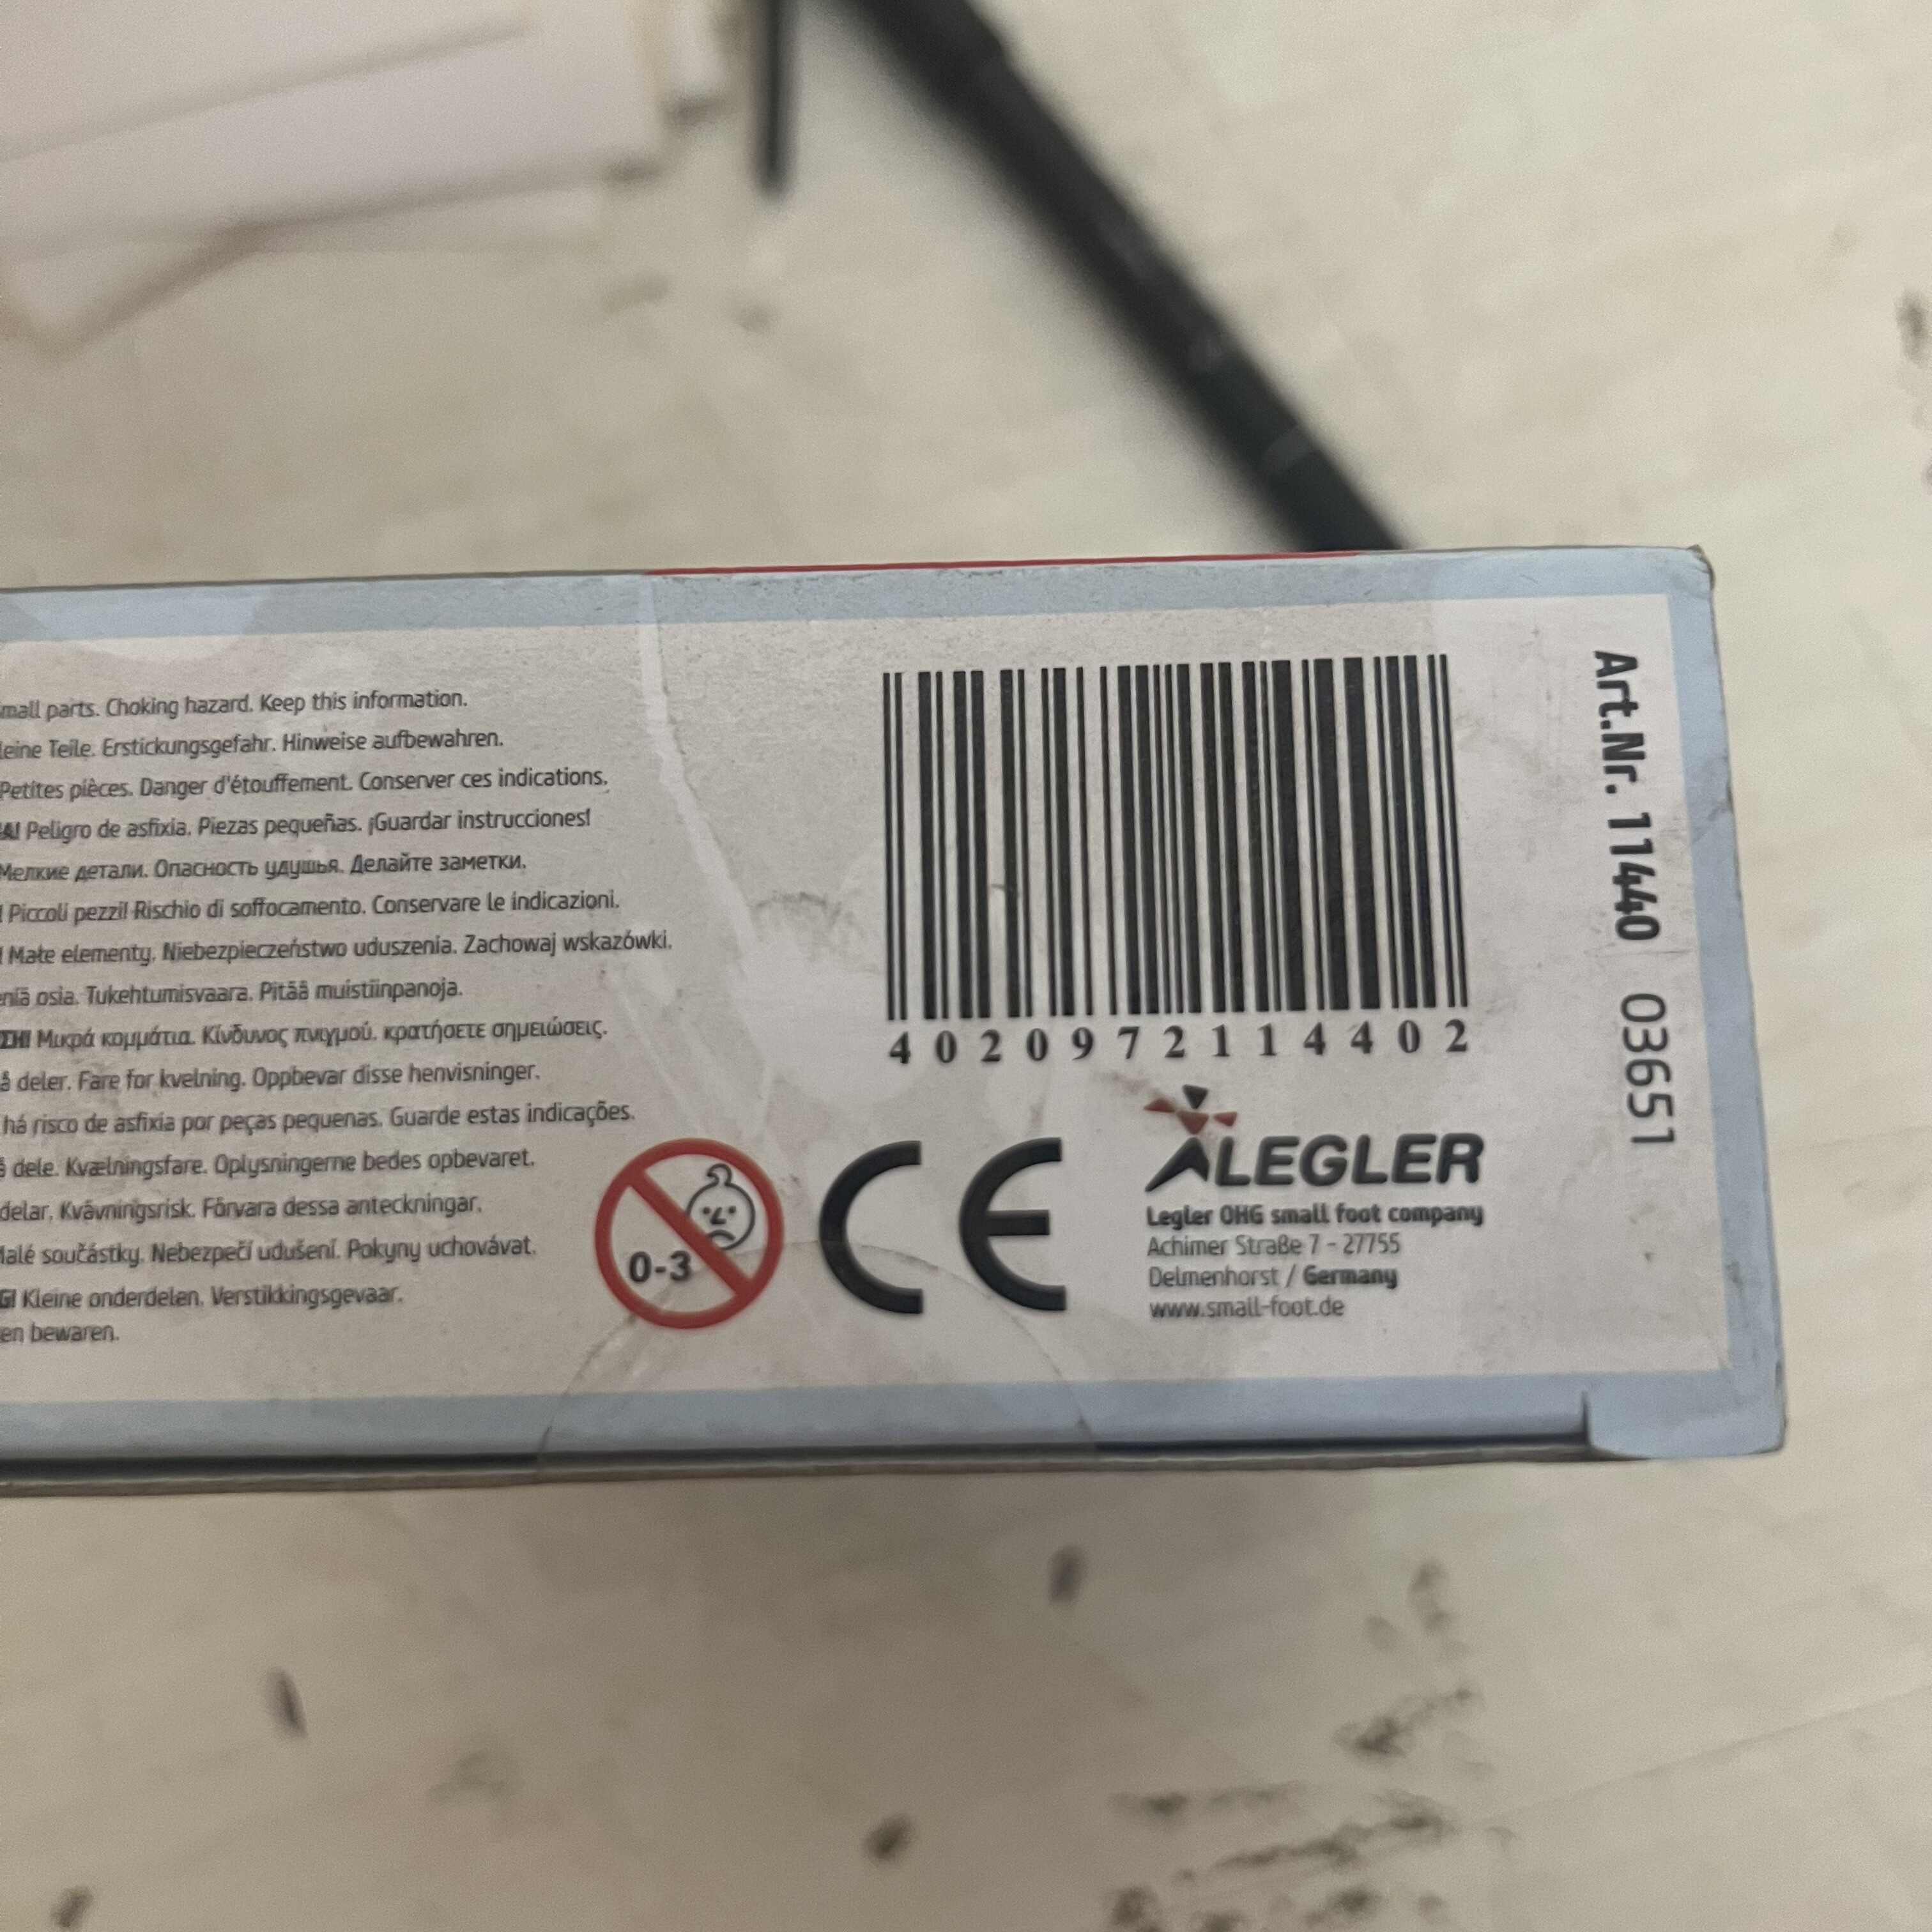 mall parts. Choking hazard. Keep this information.
leine Teile. Erstickungsgefahr. Hinweise aufbewahren.
Petites pièces. Danger d'étouffement. Conserver ces indications.
A! Peligro de asfixia. Piezas pequeñas. ¡Guardar instrucciones!
Мелкие детали. Опасность удушья. Делайте заметки.
! Piccoli pezzi! Rischio di soffocamento. Conservare le indicazioni.
! Małe elementy. Niebezpieczeństwo uduszenia. Zachowaj wskazówki.
eniä osia. Tukehtumisvaara. Pitää muistiinpanoja.
ΣΗ! Μικρά κομμάτια. Κίνδυνος πνιγμού. κρατήσετε σημειώσεις.
å deler. Fare for kvelning. Oppbevar disse henvisninger.
há risco de asfixia por peças pequenas. Guarde estas indicações.
å dele. Kvælningsfare. Oplysningerne bedes opbevaret.
delar. Kvävningsrisk. Förvara dessa anteckningar.
Malé součástky. Nebezpečí udušení. Pokyny uchovávat.
G! Kleine onderdelen. Verstikkingsgevaar.
en bewaren.
0-3
CE
4020972114402
LEGLER
Legler OHG small foot company
Achimer Straße 7 - 27755
Delmenhorst / Germany
www.small-foot.de
Art.Nr. 11440 03651